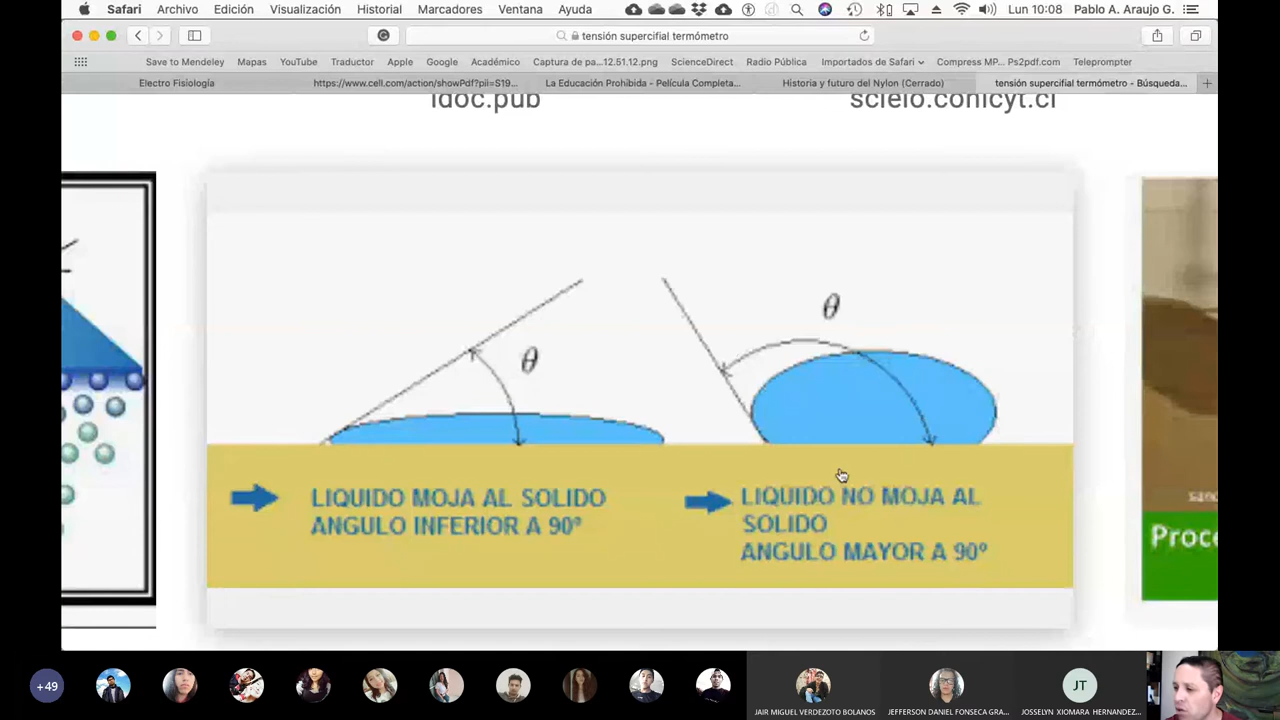 Safari Archivo Edición Visualización Historial Marcadores Ventana Ayuda Lun 10:08 Pablo A. Araujo G.
tensión supercifial termómetro
Save to Mendeley Mapas YouTube Traductor Apple Google Académico Captura de pa...12.51.12.png ScienceDirect Radio Pública Importados de Safari Compress MP... Ps2pdf.com Teleprompter
Electro Fisiología https://www.cell.com/action/showPdf?pii=S19... La Educación Prohibida - Película Completa... Historia y futuro del Nylon (Cerrado) tensión supercifial termómetro - Búsqueda...
idoc.pub scielo.conicyt.cl
θ
θ
LIQUIDO MOJA AL SOLIDO
ANGULO INFERIOR A 90º
LIQUIDO NO MOJA AL
SOLIDO
ANGULO MAYOR A 90º
Proce
+49
JT
JAIR MIGUEL VERDEZOTO BOLANOS
JEFFERSON DANIEL FONSECA GRA...
JOSSELYN XIOMARA HERNANDEZ...